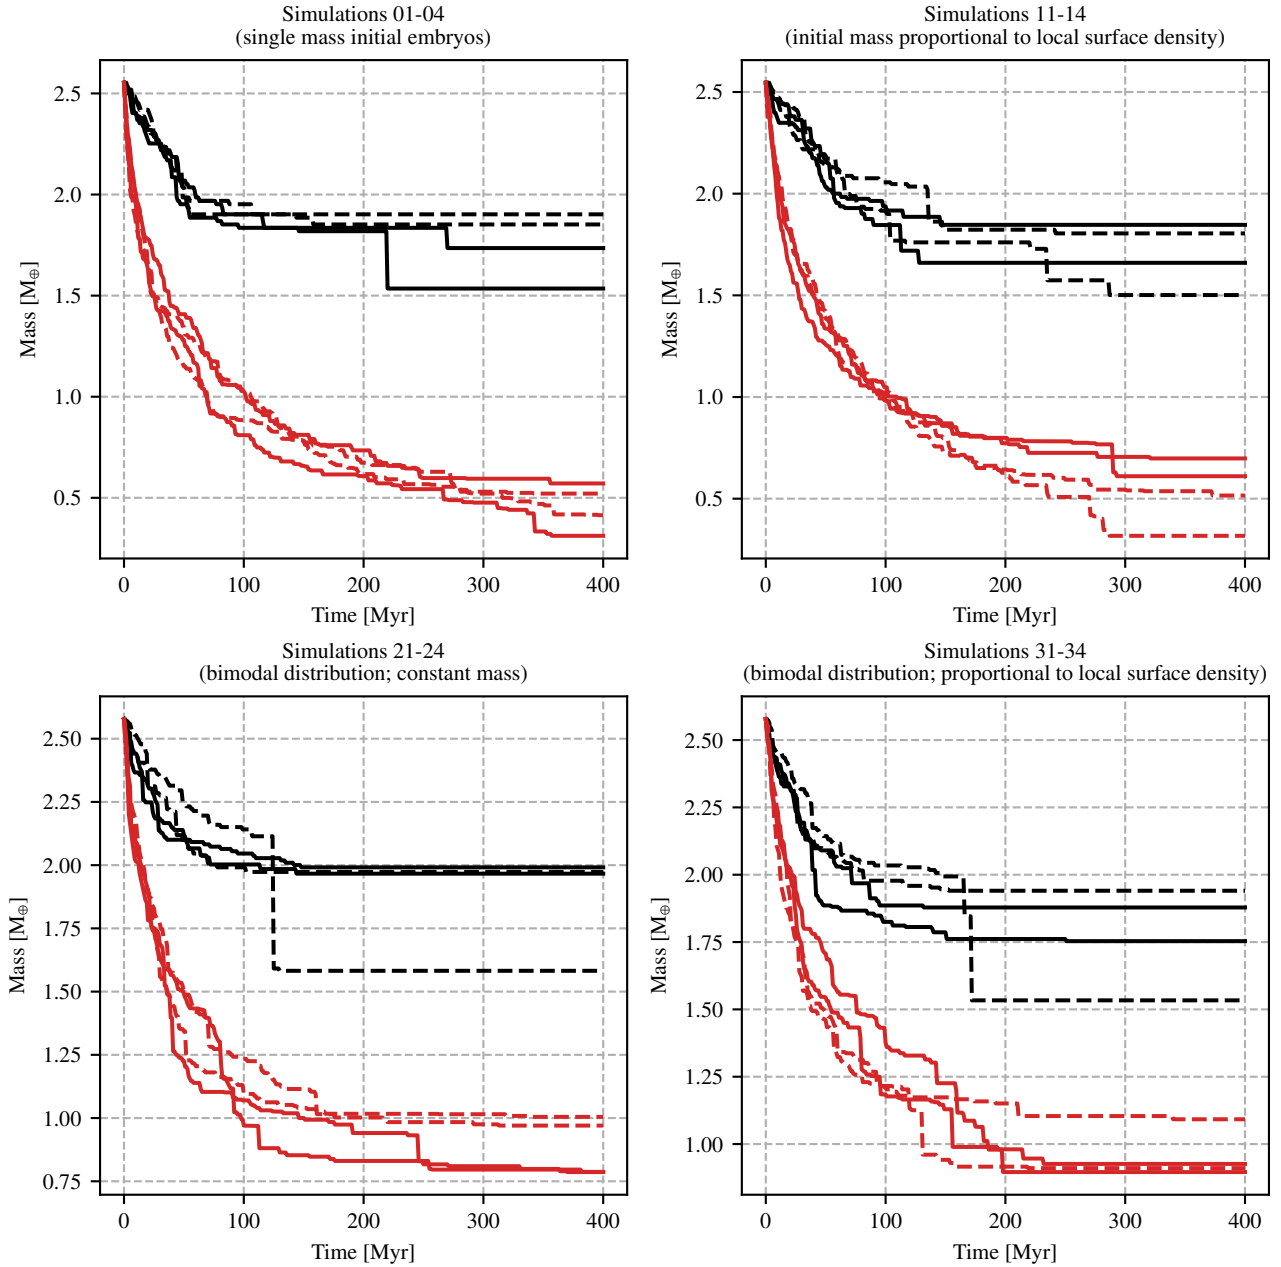 Simulations 01-04
(single mass initial embryos)
2.5
2.0
1.5
1.0
0.5
Mass [M⊕]
0 100 200 300 400
Time [Myr]
Simulations 11-14
(initial mass proportional to local surface density)
2.5
2.0
1.5
1.0
0.5
Mass [M⊕]
0 100 200 300 400
Time [Myr]
Simulations 21-24
(bimodal distribution; constant mass)
2.50
2.25
2.00
1.75
1.50
1.25
1.00
0.75
Mass [M⊕]
0 100 200 300 400
Time [Myr]
Simulations 31-34
(bimodal distribution; proportional to local surface density)
2.50
2.25
2.00
1.75
1.50
1.25
1.00
Mass [M⊕]
0 100 200 300 400
Time [Myr]